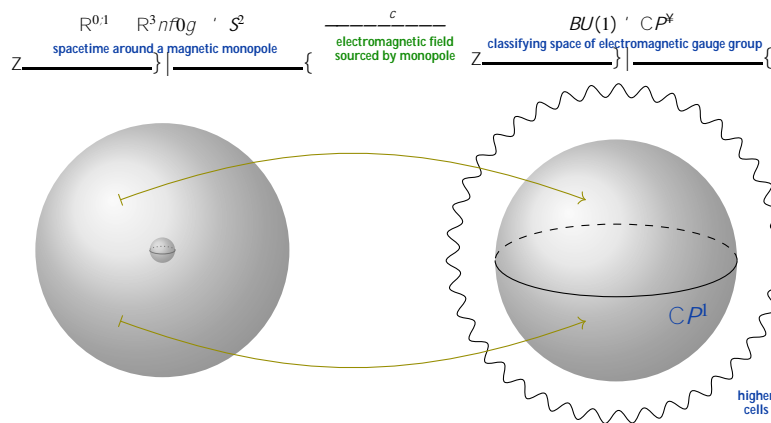 R^{0;1} R^3 nf0g ‘ S^2
c
BU(1) ‘ CP^¥
spacetime around a magnetic monopole
electromagnetic field
sourced by monopole
classifying space of electromagnetic gauge group
Z } | {
Z } | {
CP^1
higher
cells